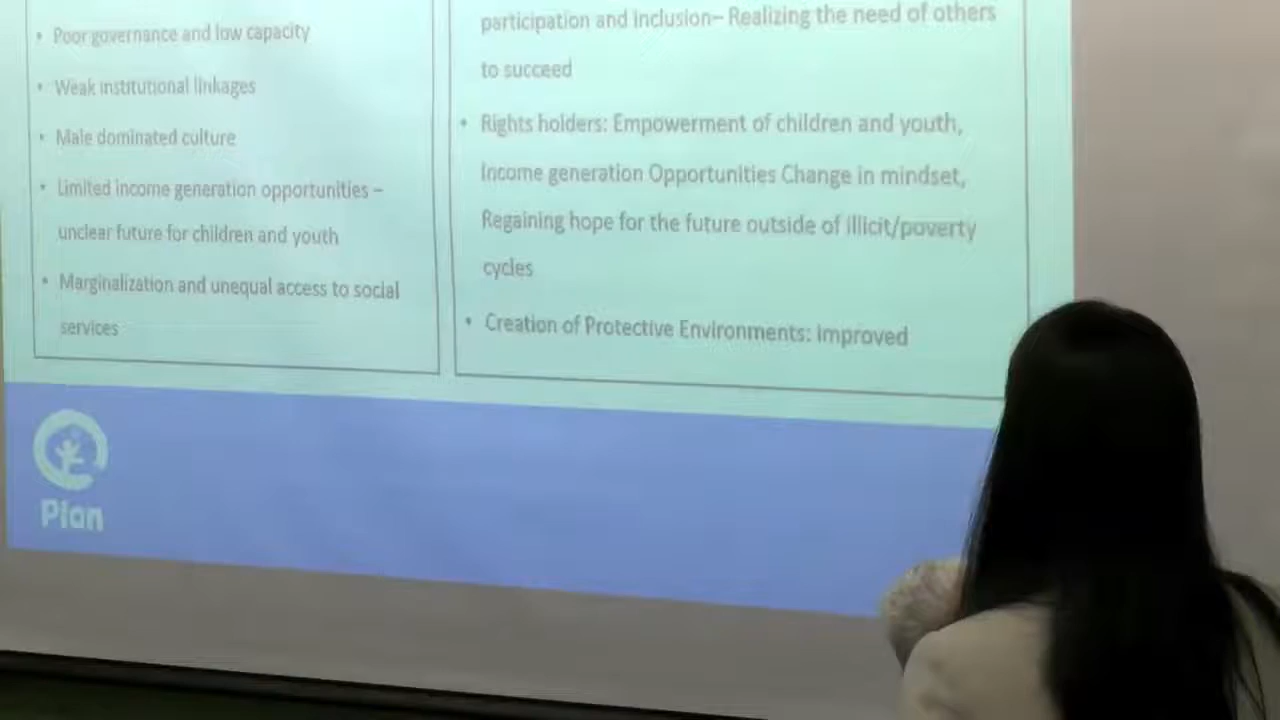 • Poor governance and low capacity
• Weak institutional linkages
• Male dominated culture
• Limited income generation opportunities –
unclear future for children and youth
• Marginalization and unequal access to social
services
participation and inclusion– Realizing the need of others
to succeed
• Rights holders: Empowerment of children and youth,
Income generation Opportunities Change in mindset,
Regaining hope for the future outside of illicit/poverty
cycles
• Creation of Protective Environments: Improved
Plan